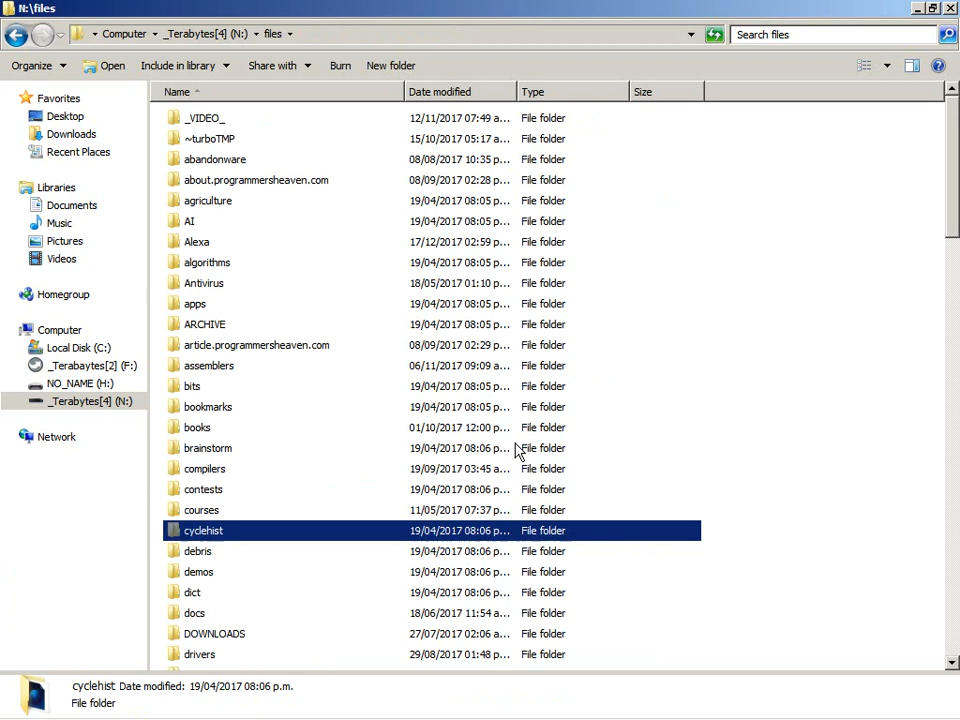 N:\files
Computer _Terabytes[4] (N:) files
Search files
Organize Open Include in library Share with Burn New folder
Name Date modified Type Size
Favorites
Desktop
Downloads
Recent Places
Libraries
Documents
Music
Pictures
Videos
Homegroup
Computer
Local Disk (C:)
_Terabaytes[2] (F:)
NO_NAME (H:)
_Terabytes[4] (N:)
Network
_VIDEO_ 12/11/2017 07:49 a... File folder
~turboTMP 15/10/2017 05:17 a... File folder
abandonware 08/08/2017 10:35 p... File folder
about.programmersheaven.com 08/09/2017 02:28 p... File folder
agriculture 19/04/2017 08:05 p... File folder
AI 19/04/2017 08:05 p... File folder
Alexa 17/12/2017 02:59 p... File folder
algorithms 19/04/2017 08:05 p... File folder
Antivirus 18/05/2017 01:10 p... File folder
apps 19/04/2017 08:05 p... File folder
ARCHIVE 19/04/2017 08:05 p... File folder
article.programmersheaven.com 08/09/2017 02:29 p... File folder
assemblers 06/11/2017 09:09 a... File folder
bits 19/04/2017 08:05 p... File folder
bookmarks 19/04/2017 08:05 p... File folder
books 01/10/2017 12:00 p... File folder
brainstorm 19/04/2017 08:06 p... File folder
compilers 19/09/2017 03:45 a... File folder
contests 19/04/2017 08:06 p... File folder
courses 11/05/2017 07:37 p... File folder
cyclehist 19/04/2017 08:06 p... File folder
debris 19/04/2017 08:06 p... File folder
demos 19/04/2017 08:06 p... File folder
dict 19/04/2017 08:06 p... File folder
docs 18/06/2017 11:54 a... File folder
DOWNLOADS 27/07/2017 02:06 a... File folder
drivers 29/08/2017 01:48 p... File folder
cyclehist Date modified: 19/04/2017 08:06 p.m.
File folder